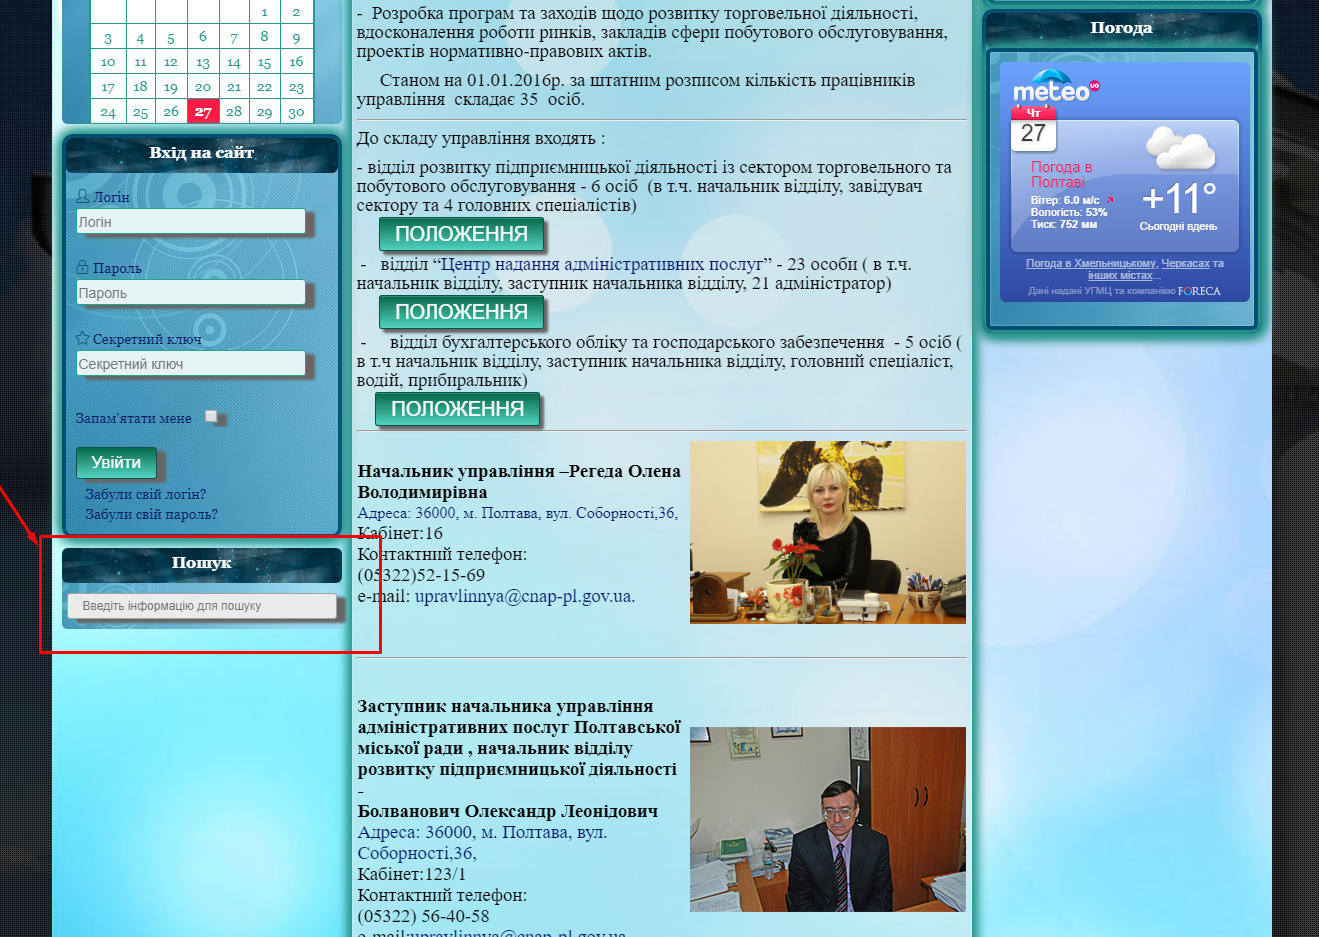 1 2
3 4 5 6 7 8 9
10 11 12 13 14 15 16
17 18 19 20 21 22 23
24 25 26 27 28 29 30
Вхід на сайт
Логін
Логін
Пароль
Пароль
Секретний ключ
Секретний ключ
Запам'ятати мене
Увійти
Забули свій логін?
Забули свій пароль?
Пошук
Введіть інформацію для пошуку
- Розробка програм та заходів щодо розвитку торговельної діяльності,
вдосконалення роботи ринків, закладів сфери побутового обслуговування,
проектів нормативно-правових актів.
Станом на 01.01.2016р. за штатним розписом кількість працівників
управління складає 35 осіб.
До складу управління входять :
- відділ розвитку підприємницької діяльності із сектором торговельного та
побутового обслуговування - 6 осіб (в т.ч. начальник відділу, завідувач
сектору та 4 головних спеціалістів)
ПОЛОЖЕННЯ
- відділ “Центр надання адміністративних послуг” - 23 особи ( в т.ч.
начальник відділу, заступник начальника відділу, 21 адміністратор)
ПОЛОЖЕННЯ
- відділ бухгалтерського обліку та господарського забезпечення - 5 осіб (
в т.ч начальник відділу, заступник начальника відділу, головний спеціаліст,
водій, прибиральник)
ПОЛОЖЕННЯ
Начальник управління –Регеда Олена
Володимирівна
Адреса: 36000, м. Полтава, вул. Соборності,36,
Кабінет:16
Контактний телефон:
(05322)52-15-69
e-mail: upravlinnya@cnap-pl.gov.ua.
Заступник начальника управління
адміністративних послуг Полтавської
міської ради , начальник відділу
розвитку підприємницької діяльності
-
Болванович Олександр Леонідович
Адреса: 36000, м. Полтава, вул.
Соборності,36,
Кабінет:123/1
Контактний телефон:
(05322) 56-40-58
e-mail:upravlinnya@cnap-pl.gov.ua
Погода
meteo ua
Чт
27
Погода в
Полтаві
Вітер: 6.0 м/с
Вологість: 53%
Тиск: 752 мм
+11°
Сьогодні вдень
Погода в Хмельницькому, Черкасах та
інших містах...
Дані надані УГМЦ та компанією FORECA